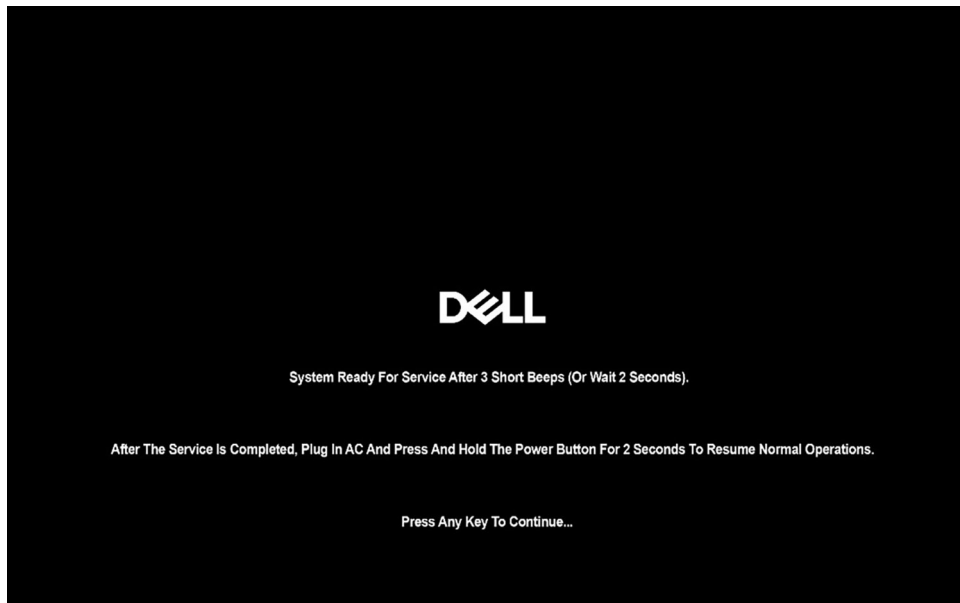 DELL
System Ready For Service After 3 Short Beeps (Or Wait 2 Seconds).
After The Service Is Completed, Plug In AC And Press And Hold The Power Button For 2 Seconds To Resume Normal Operations.
Press Any Key To Continue...